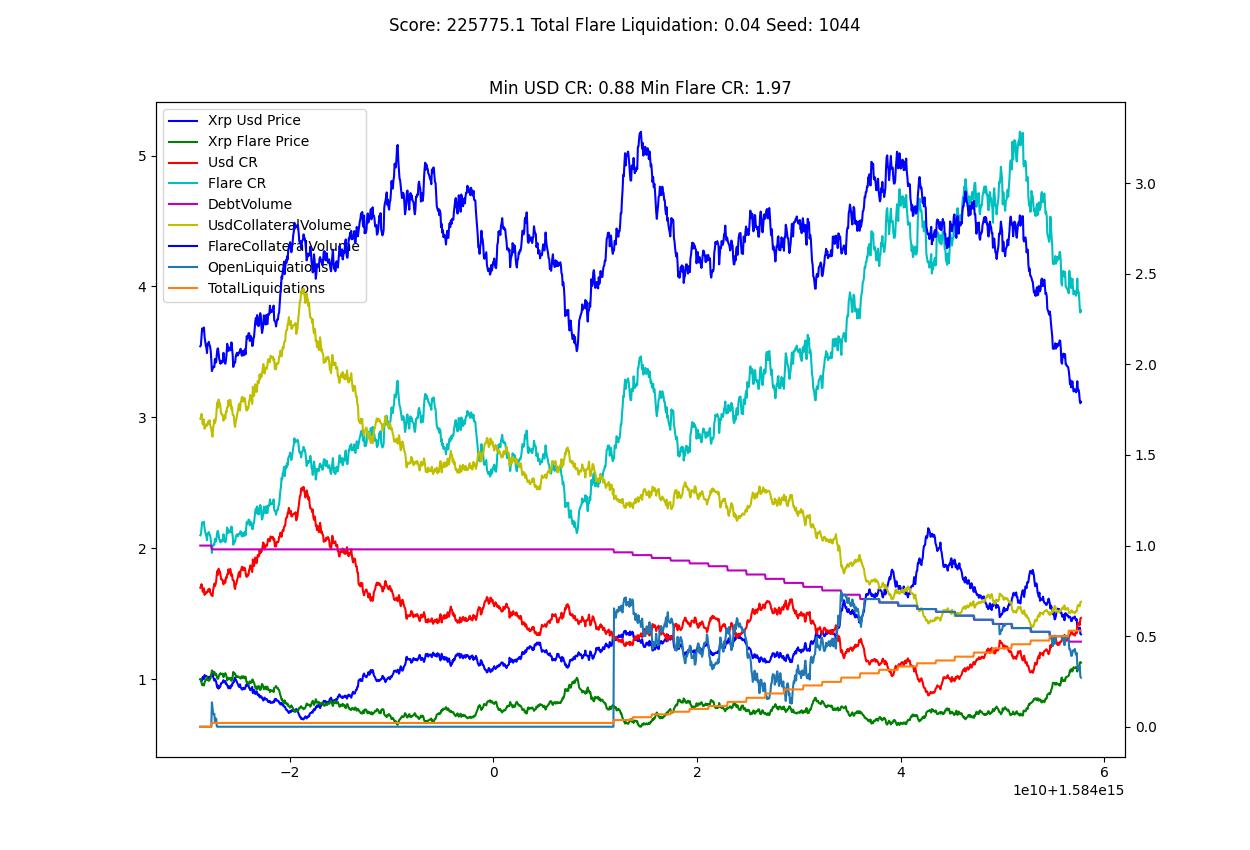 Score: 225775.1 Total Flare Liquidation: 0.04 Seed: 1044
Min USD CR: 0.88 Min Flare CR: 1.97
Xrp Usd Price
Xrp Flare Price
Usd CR
Flare CR
DebtVolume
UsdCollateralVolume
FlareCollateralVolume
OpenLiquidations
TotalLiquidations
5
4
3
2
1
3.0
2.5
2.0
1.5
1.0
0.5
0.0
−2
0
2
4
6
1e10+1.584e15